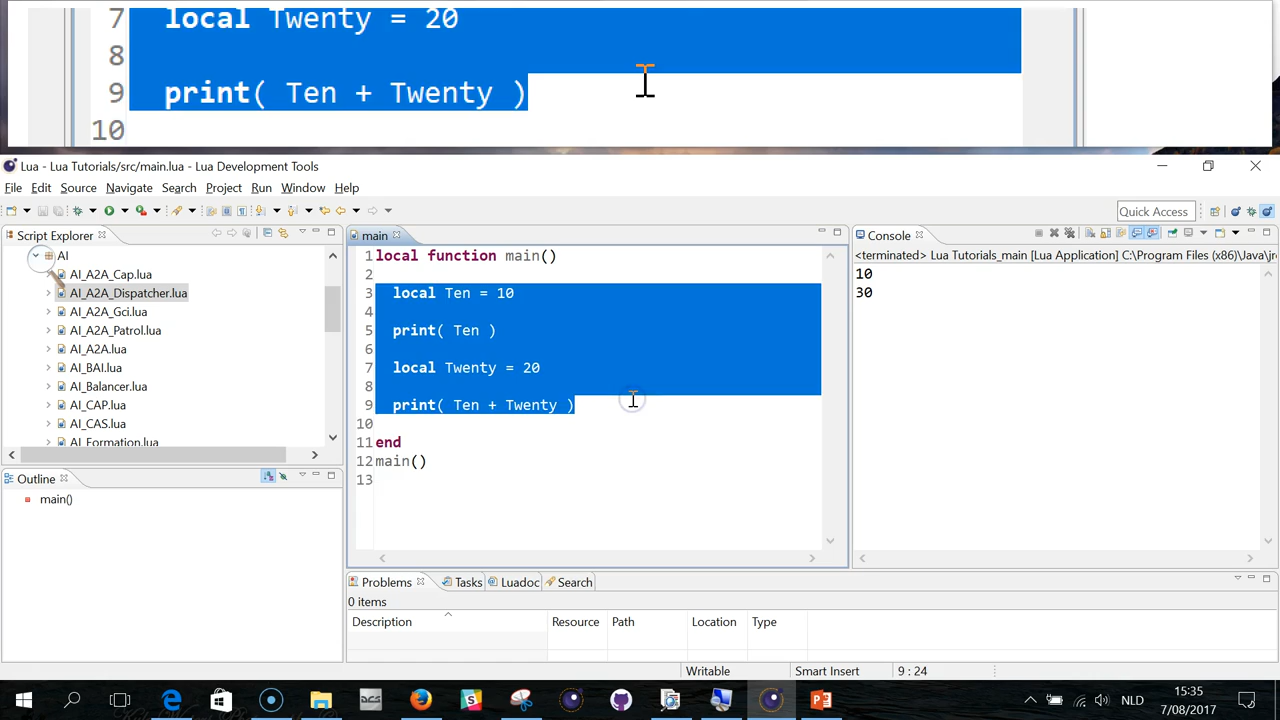 7 local Twenty = 20
8
9 print( Ten + Twenty )
10
Lua - Lua Tutorials/src/main.lua - Lua Development Tools
File Edit Source Navigate Search Project Run Window Help
Quick Access
Script Explorer
AI
AI_A2A_Cap.lua
AI_A2A_Dispatcher.lua
AI_A2A_Gci.lua
AI_A2A_Patrol.lua
AI_A2A.lua
AI_BAI.lua
AI_Balancer.lua
AI_CAP.lua
AI_CAS.lua
AI_Formation.lua
Outline
main()
main
1 local function main()
2
3 local Ten = 10
4
5 print( Ten )
6
7 local Twenty = 20
8
9 print( Ten + Twenty )
10
11 end
12 main()
13
Console
<terminated> Lua Tutorials_main [Lua Application] C:\Program Files (x86)\Java\jr
10
30
Problems Tasks Luadoc Search
0 items
Description Resource Path Location Type
Writable Smart Insert 9 : 24
DCS
NLD
15:35
7/08/2017